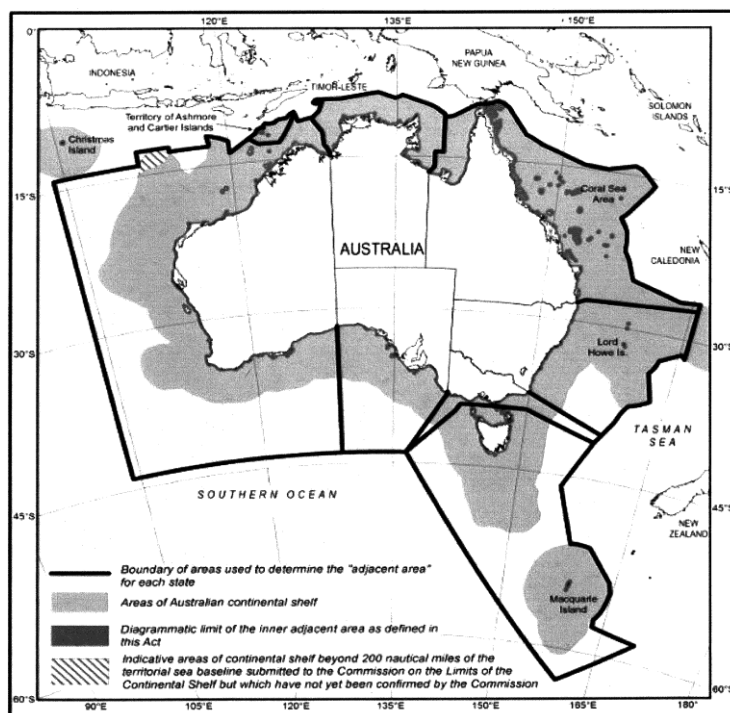 120°E 135°E 150°E
0°
INDONESIA
PAPUA
NEW GUINEA
TIMOR-LESTE
SOLOMON
ISLANDS
Territory of Ashmore
and Cartier Islands
Christmas
Island
15°S
Coral Sea
Area
15°S
AUSTRALIA
NEW
CALEDONIA
30°S
Lord
Howe Is.
30°S
TASMAN
SEA
SOUTHERN OCEAN
45°S
45°S
NEW
ZEALAND
Boundary of areas used to determine the "adjacent area"
for each state
Areas of Australian continental shelf
Macquarie
Island
Diagrammatic limit of the inner adjacent area as defined in
this Act
Indicative areas of continental shelf beyond 200 nautical miles of the
territorial sea baseline submitted to the Commission on the Limits of the
Continental Shelf but which have not yet been confirmed by the Commission
60°S
60°S
90°E 105°E 120°E 135°E 150°E 165°E 180°